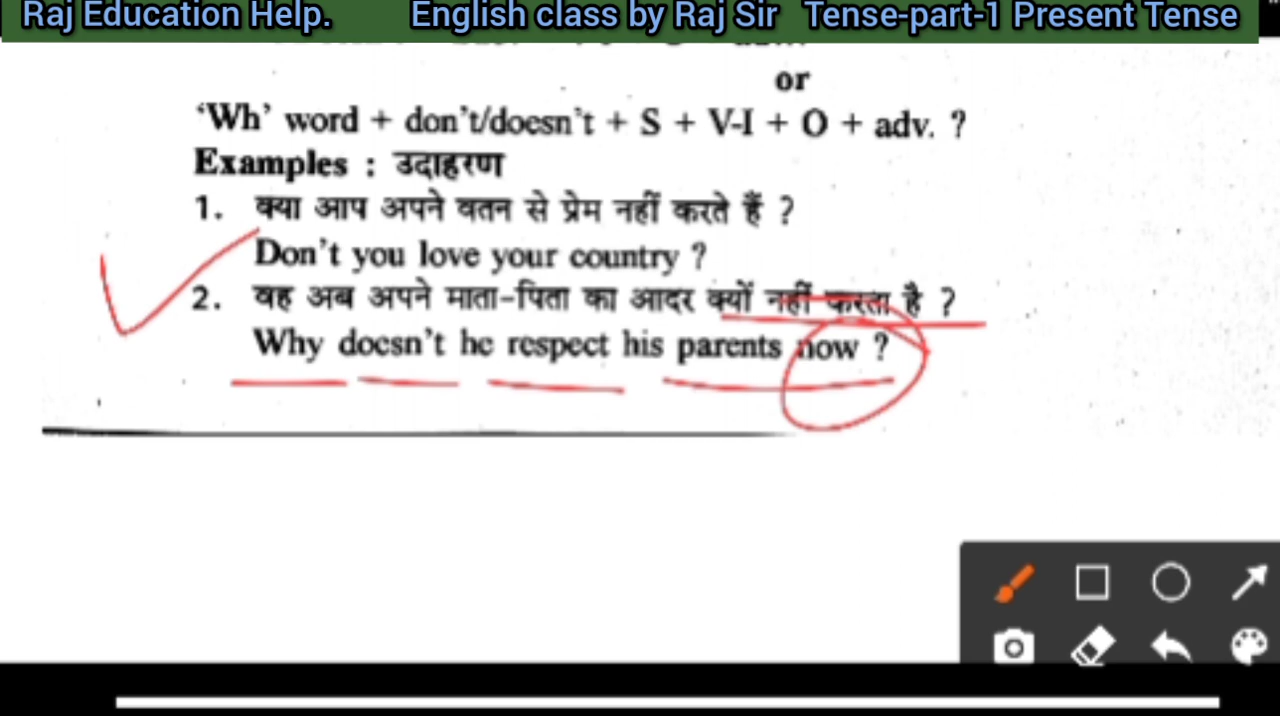 Raj Education Help. English class by Raj Sir Tense-part-1 Present Tense
or
‘Wh’ word + don’t/doesn’t + S + V-I + O + adv. ?
Examples : उदाहरण
1. क्या आप अपने वतन से प्रेम नहीं करते हैं ?
Don’t you love your country ?
2. वह अब अपने माता-पिता का आदर क्यों नहीं करता है ?
Why doesn’t he respect his parents now ?